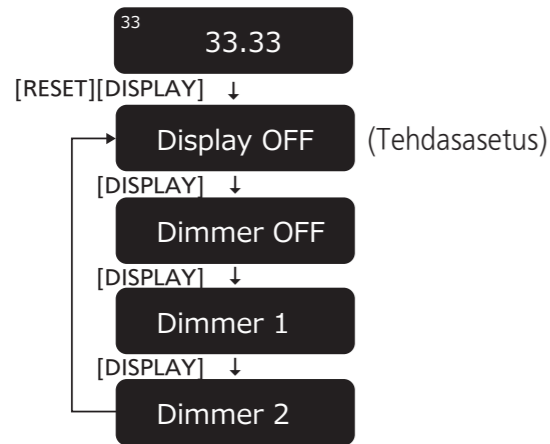 33
33.33
[RESET][DISPLAY] ↓
Display OFF (Tehdasasetus)
[DISPLAY] ↓
Dimmer OFF
[DISPLAY] ↓
Dimmer 1
[DISPLAY] ↓
Dimmer 2